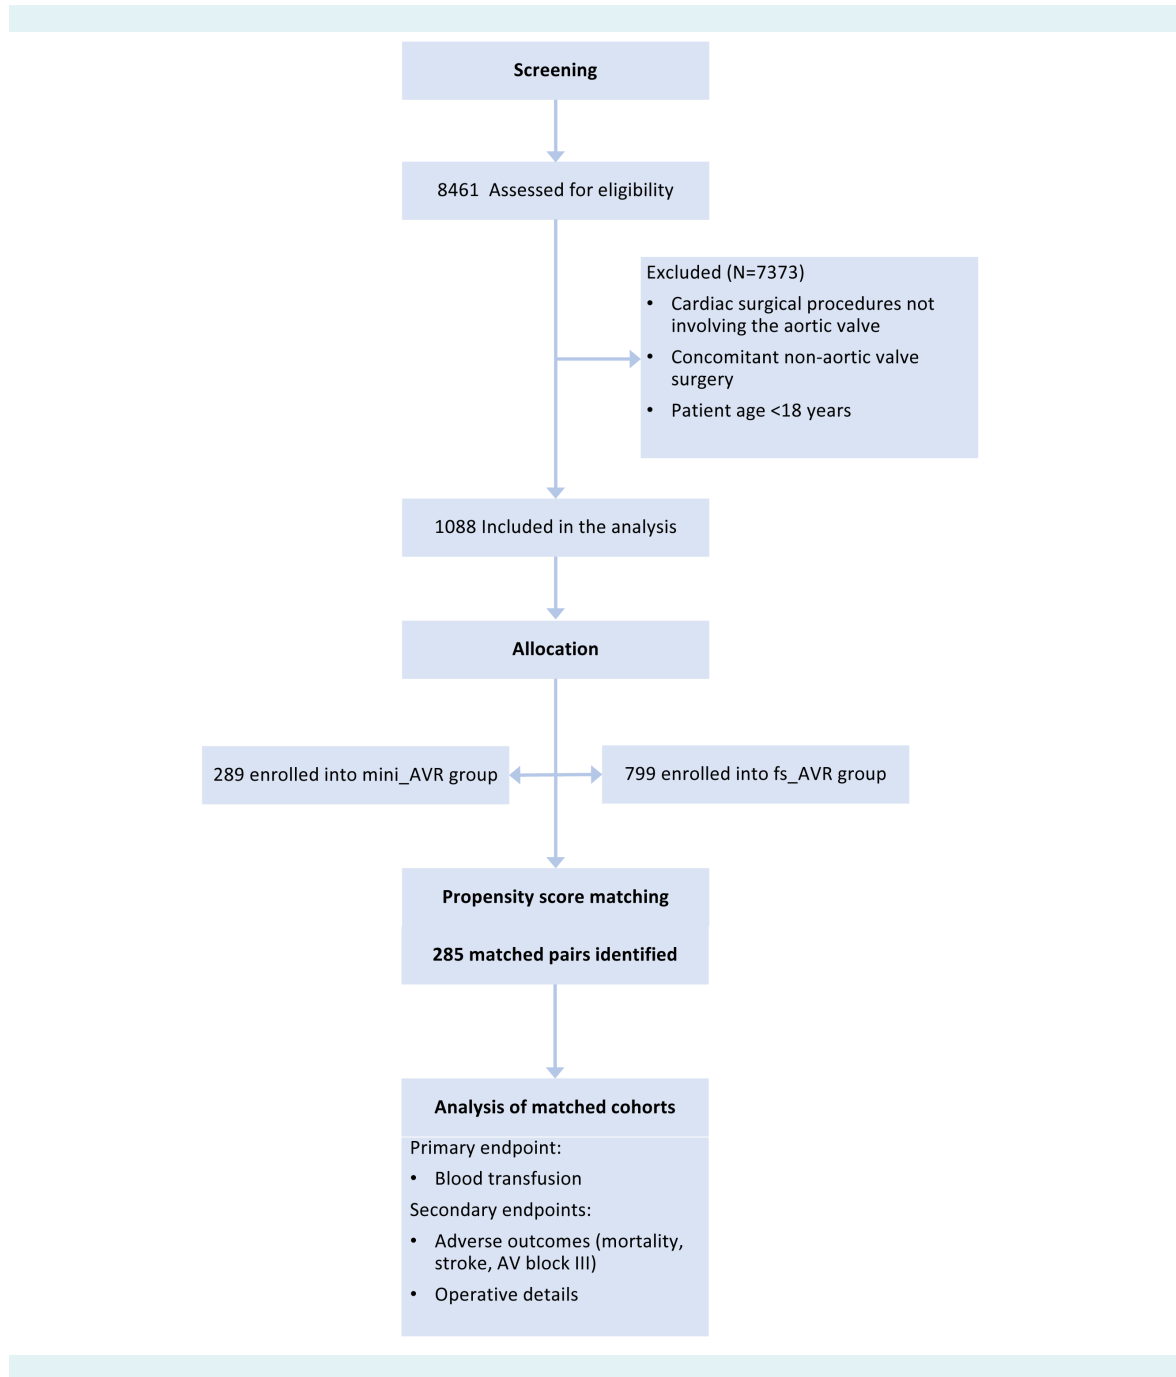 Screening
8461 Assessed for eligibility
Excluded (N=7373)
• Cardiac surgical procedures not
involving the aortic valve
• Concomitant non-aortic valve
surgery
• Patient age <18 years
1088 Included in the analysis
Allocation
289 enrolled into mini_AVR group
799 enrolled into fs_AVR group
Propensity score matching
285 matched pairs identified
Analysis of matched cohorts
Primary endpoint:
• Blood transfusion
Secondary endpoints:
• Adverse outcomes (mortality,
stroke, AV block III)
• Operative details